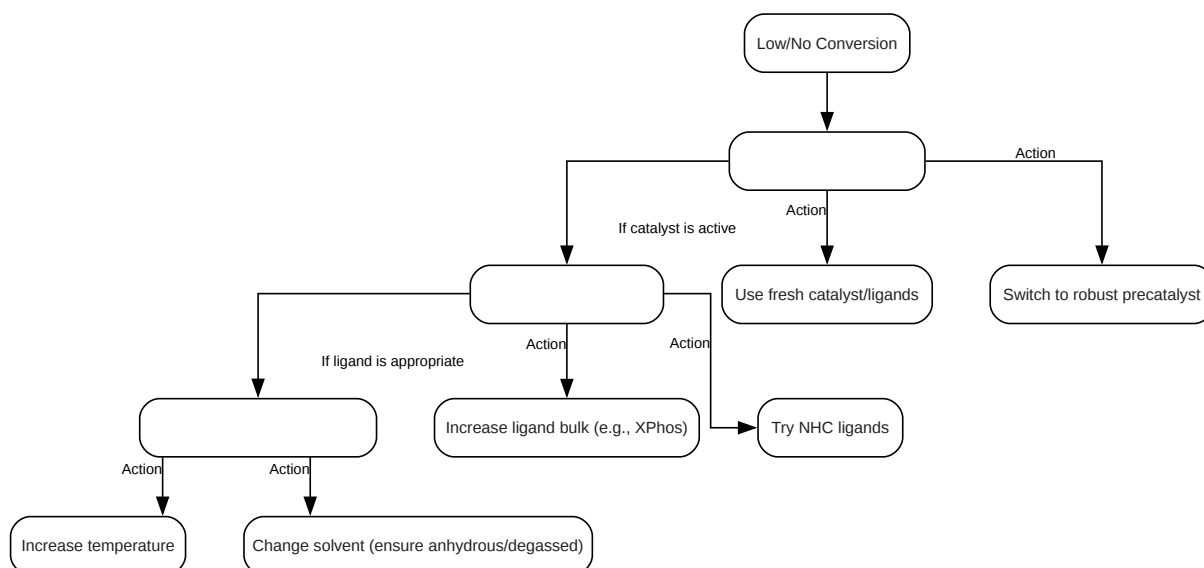 Low/No Conversion
Action
Action
If catalyst is active
Use fresh catalyst/ligands
Switch to robust precatalyst
Action
Action
If ligand is appropriate
Increase ligand bulk (e.g., XPhos)
Try NHC ligands
Action
Action
Increase temperature
Change solvent (ensure anhydrous/degassed)